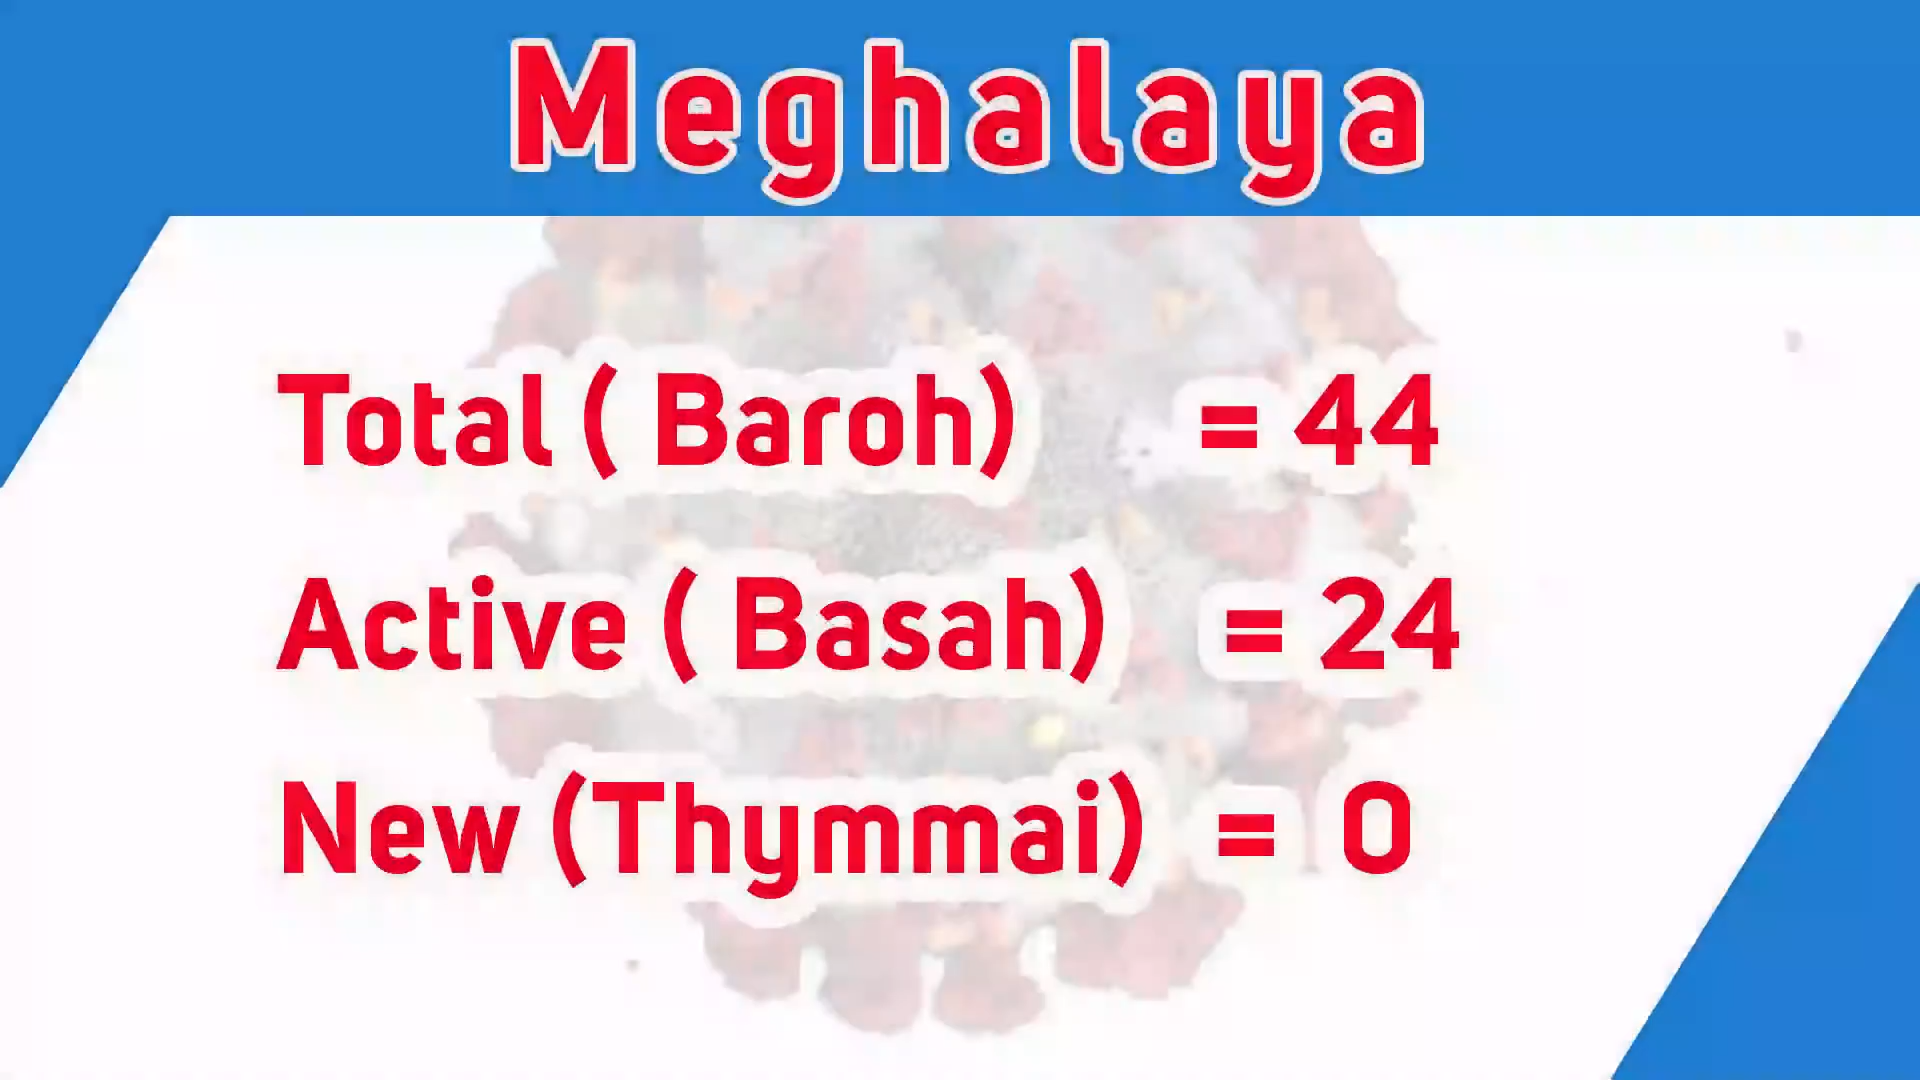 Meghalaya
Total ( Baroh) = 44
Active ( Basah) = 24
New (Thymmai) = 0